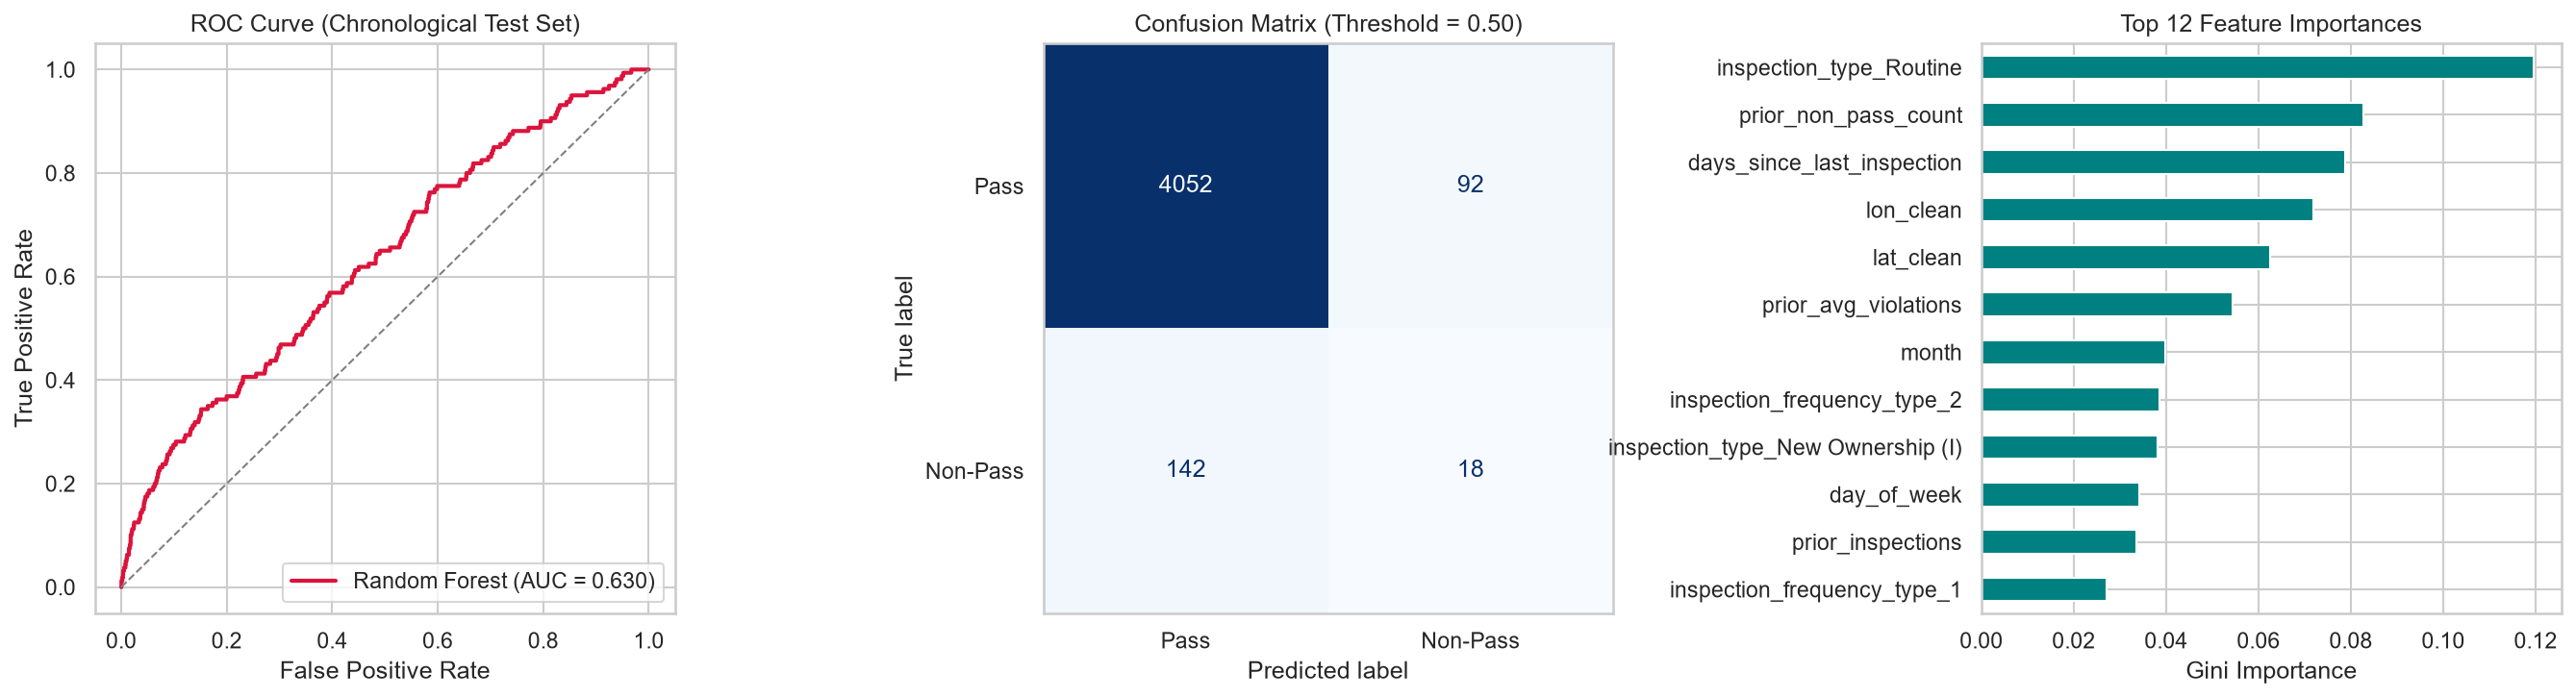 ROC Curve (Chronological Test Set)
True Positive Rate
1.0
0.8
0.6
0.4
0.2
0.0
Random Forest (AUC = 0.630)
0.0 0.2 0.4 0.6 0.8 1.0
False Positive Rate
Confusion Matrix (Threshold = 0.50)
True label
Pass
4052 92
Non-Pass
142 18
Pass Non-Pass
Predicted label
Top 12 Feature Importances
inspection_type_Routine
prior_non_pass_count
days_since_last_inspection
lon_clean
lat_clean
prior_avg_violations
month
inspection_frequency_type_2
inspection_type_New Ownership (I)
day_of_week
prior_inspections
inspection_frequency_type_1
0.00 0.02 0.04 0.06 0.08 0.10 0.12
Gini Importance